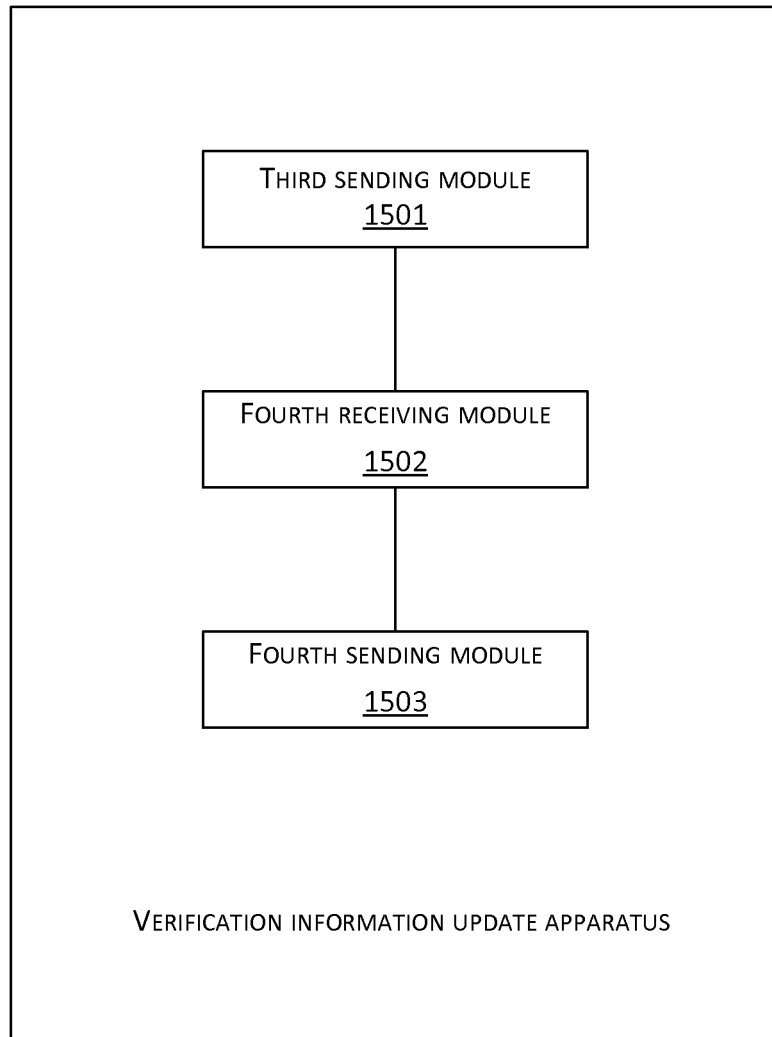 Third sending module
1501
Fourth receiving module
1502
Fourth sending module
1503
Verification information update apparatus